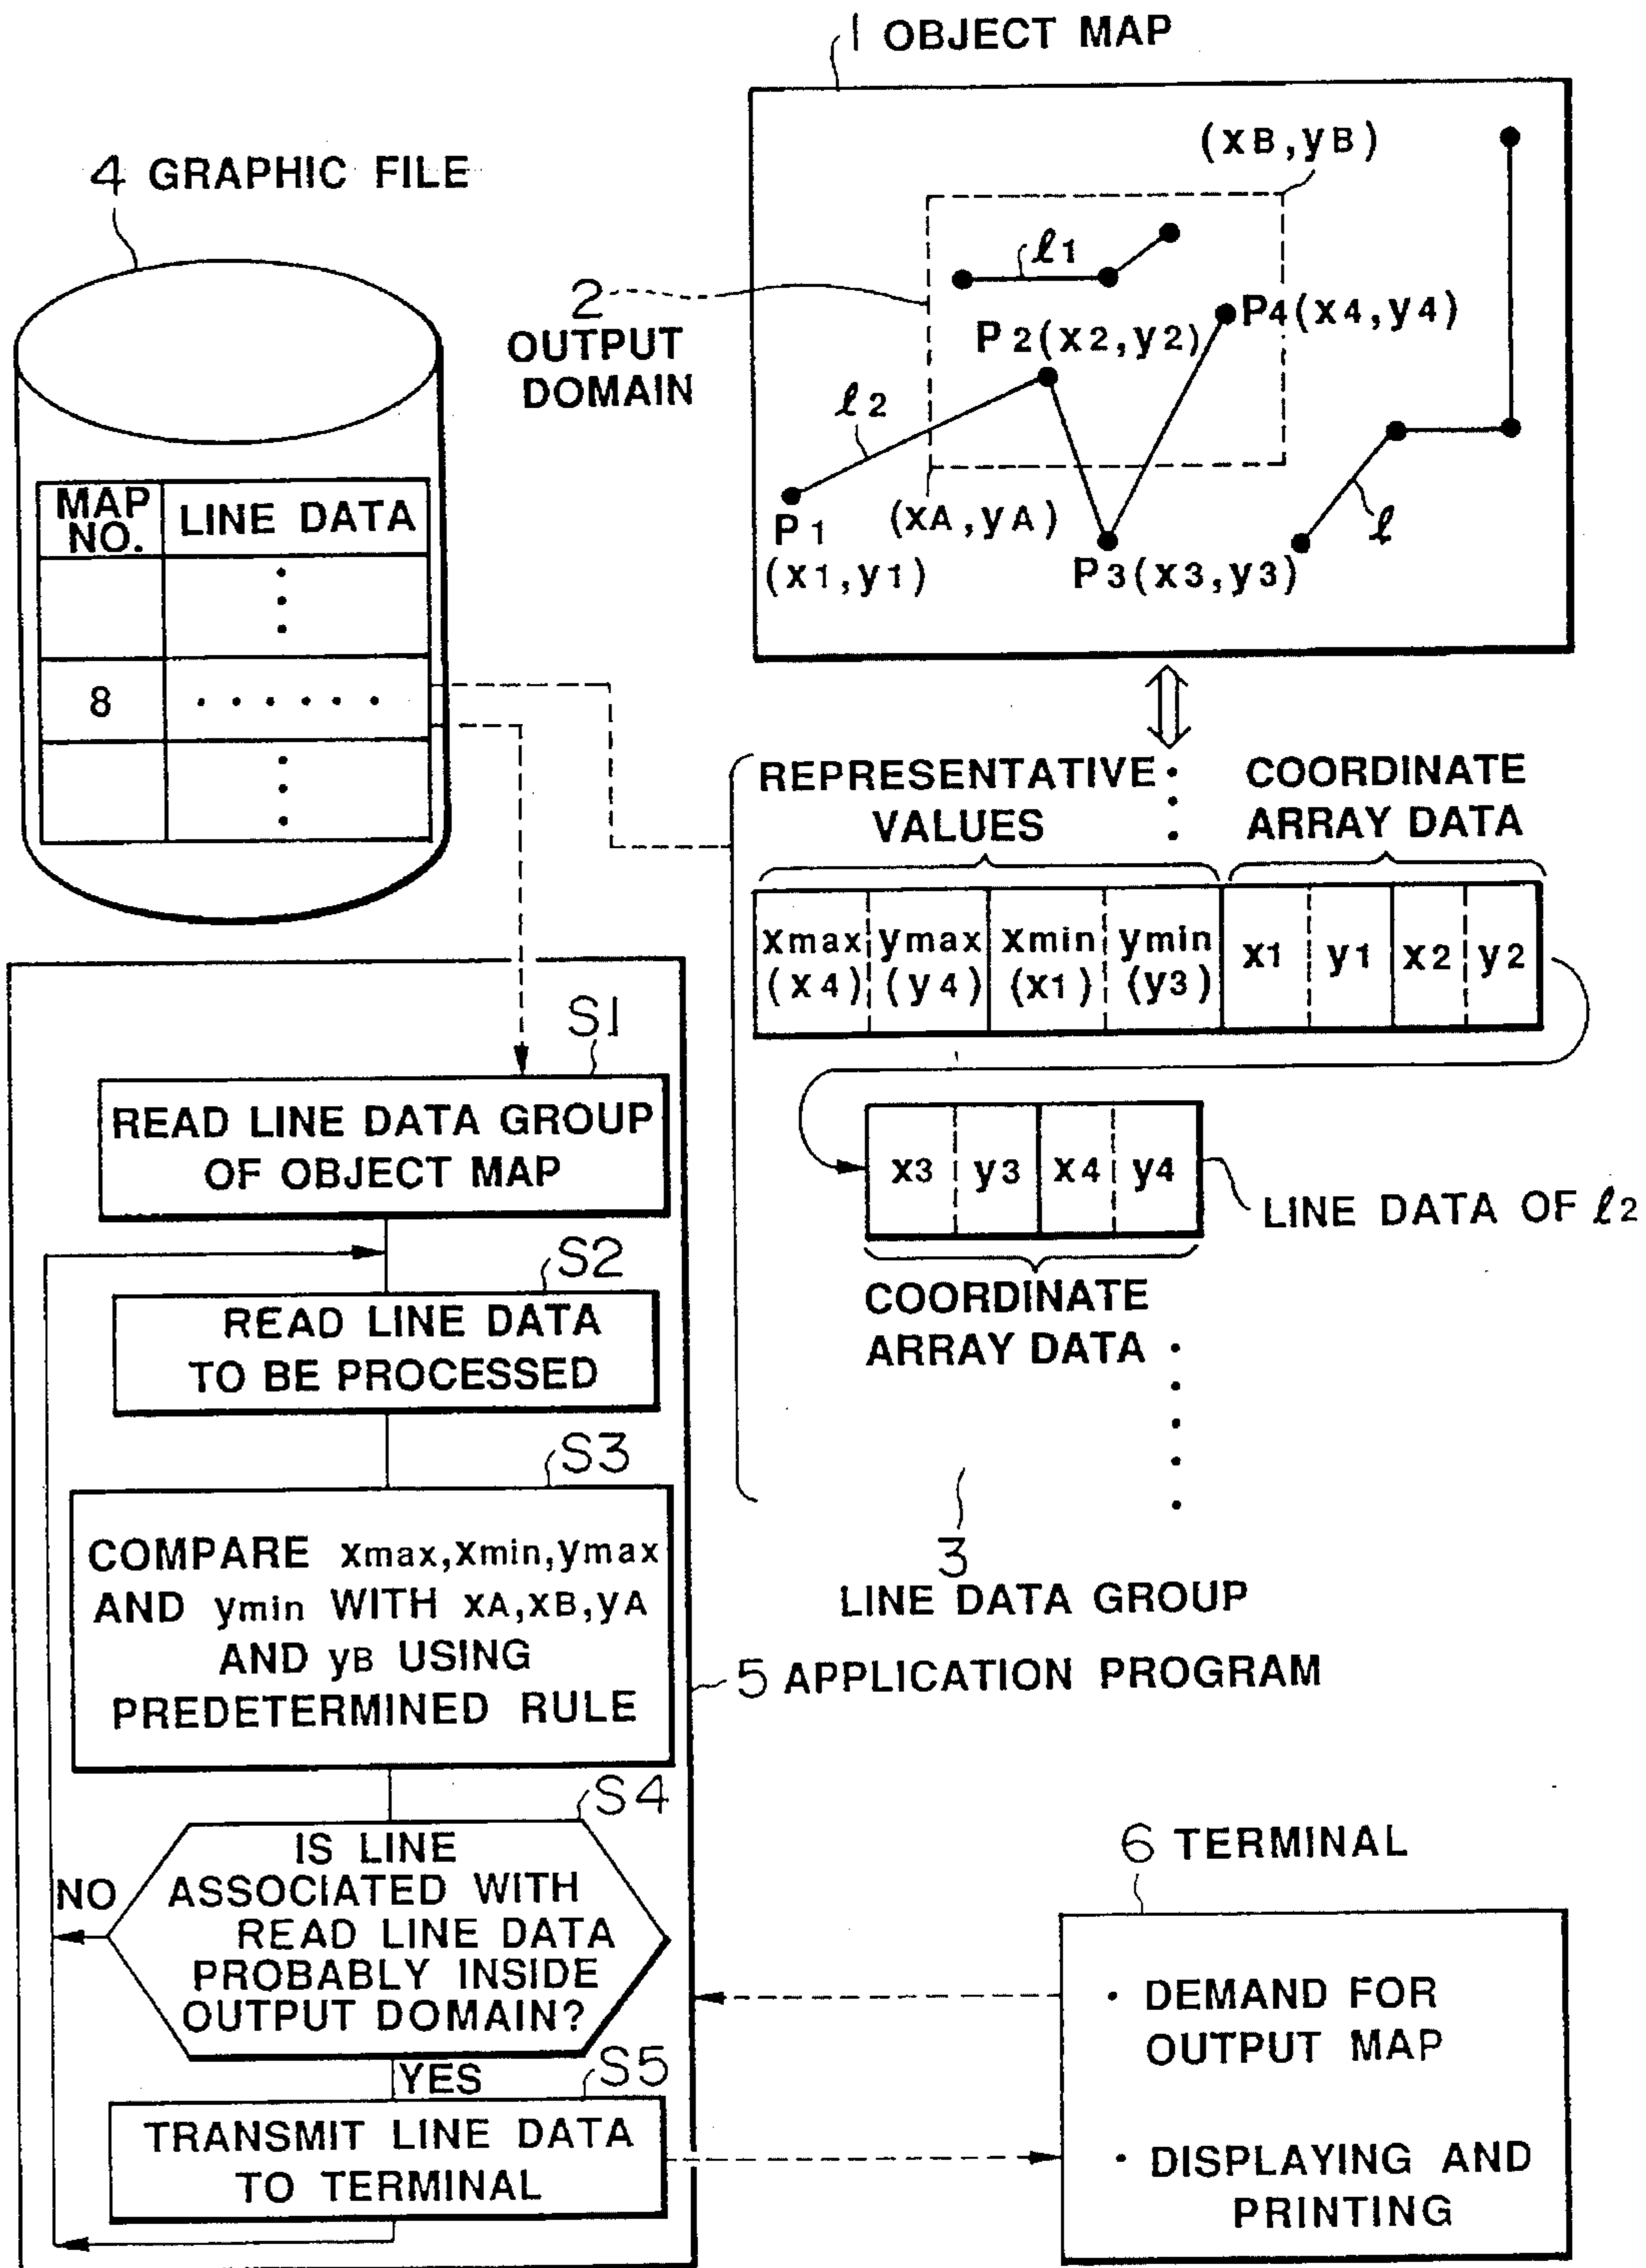 1 OBJECT MAP
(xB,yB)
4 GRAPHIC FILE
ℓ1
2
OUTPUT
DOMAIN
P2(x2,y2)
P4(x4,y4)
ℓ2
P1
(x1,y1)
(xA,yA)
P3(x3,y3)
ℓ
MAP
NO.
LINE DATA
8
REPRESENTATIVE
VALUES
COORDINATE
ARRAY DATA
xmax
(x4)
ymax
(y4)
xmin
(x1)
ymin
(y3)
x1
y1
x2
y2
x3
y3
x4
y4
LINE DATA OF ℓ2
COORDINATE
ARRAY DATA
3
LINE DATA GROUP
5 APPLICATION PROGRAM
S1
READ LINE DATA GROUP
OF OBJECT MAP
S2
READ LINE DATA
TO BE PROCESSED
S3
COMPARE xmax,xmin,ymax
AND ymin WITH xA,xB,yA
AND yB USING
PREDETERMINED RULE
S4
IS LINE
ASSOCIATED WITH
READ LINE DATA
PROBABLY INSIDE
OUTPUT DOMAIN?
NO
YES
S5
TRANSMIT LINE DATA
TO TERMINAL
6 TERMINAL
· DEMAND FOR
OUTPUT MAP
· DISPLAYING AND
PRINTING